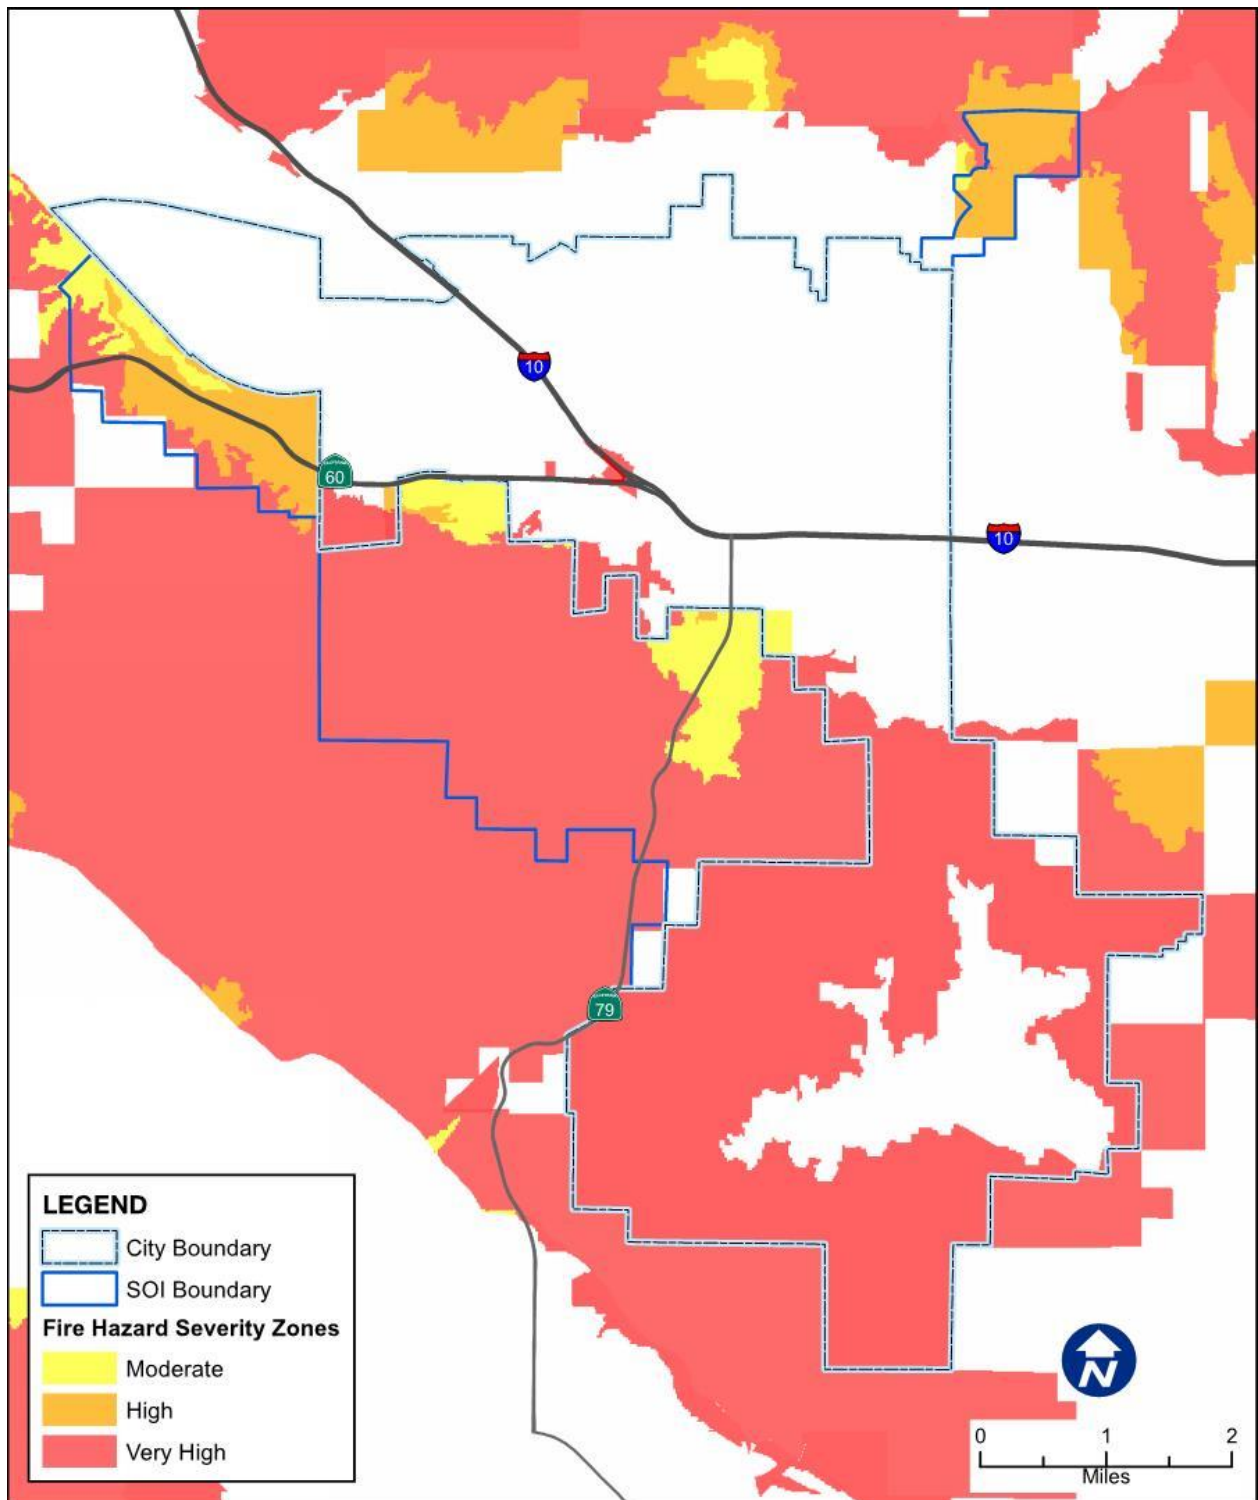 10
60
10
79
LEGEND
City Boundary
SOI Boundary
Fire Hazard Severity Zones
Moderate
High
Very High
N
0 1 2
Miles